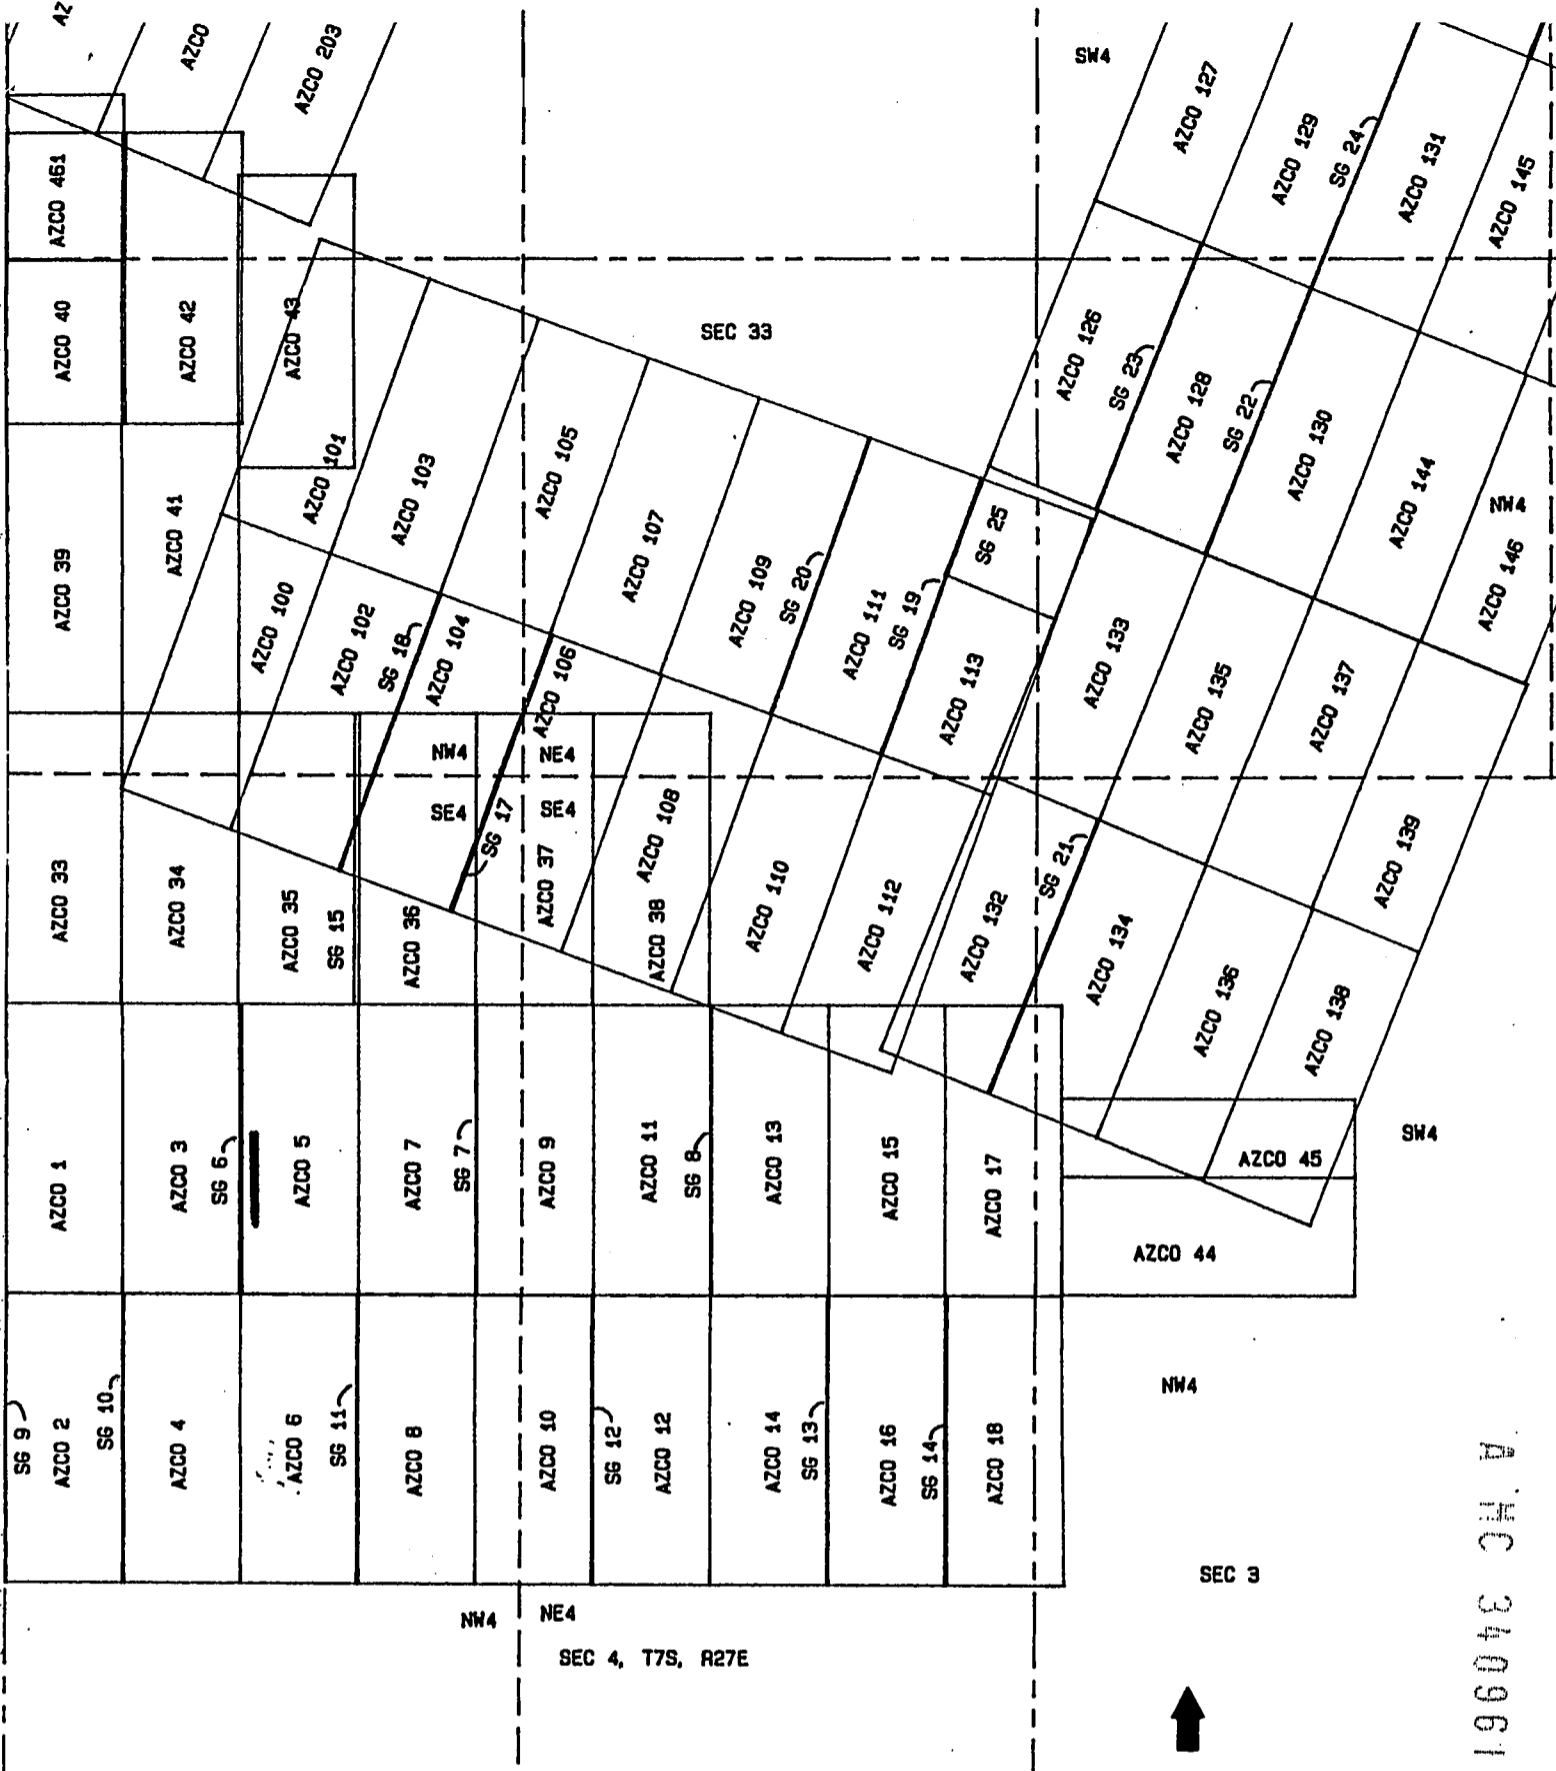 AZ
AZCO
AZCO 203
SW4
AZCO 127
AZCO 129
SG 24
AZCO 131
AZCO 145
AZCO 461
AZCO 40
AZCO 42
AZCO 43
SEC 33
AZCO 126
SG 23
AZCO 128
SG 22
AZCO 130
AZCO 144
NW4
AZCO 146
AZCO 39
AZCO 41
AZCO 101
AZCO 103
AZCO 105
AZCO 107
AZCO 109
SG 20
AZCO 111
SG 19
SG 25
AZCO 113
AZCO 133
AZCO 135
AZCO 137
AZCO 139
AZCO 100
AZCO 102
SG 18
AZCO 104
AZCO 106
NW4
NE4
SE4
SE4
SG 17
AZCO 108
AZCO 110
AZCO 112
AZCO 132
SG 21
AZCO 134
AZCO 136
AZCO 138
AZCO 33
AZCO 34
AZCO 35
SG 15
AZCO 36
AZCO 37
AZCO 38
AZCO 1
AZCO 3
SG 6
AZCO 5
AZCO 7
SG 7
AZCO 9
AZCO 11
SG 8
AZCO 13
AZCO 15
AZCO 17
AZCO 45
SW4
AZCO 44
SG 9
AZCO 2
SG 10
AZCO 4
AZCO 6
SG 11
AZCO 8
AZCO 10
SG 12
AZCO 12
AZCO 14
SG 13
AZCO 16
SG 14
AZCO 18
NW4
SEC 3
NW4
NE4
SEC 4, T7S, R27E
A MC 340961